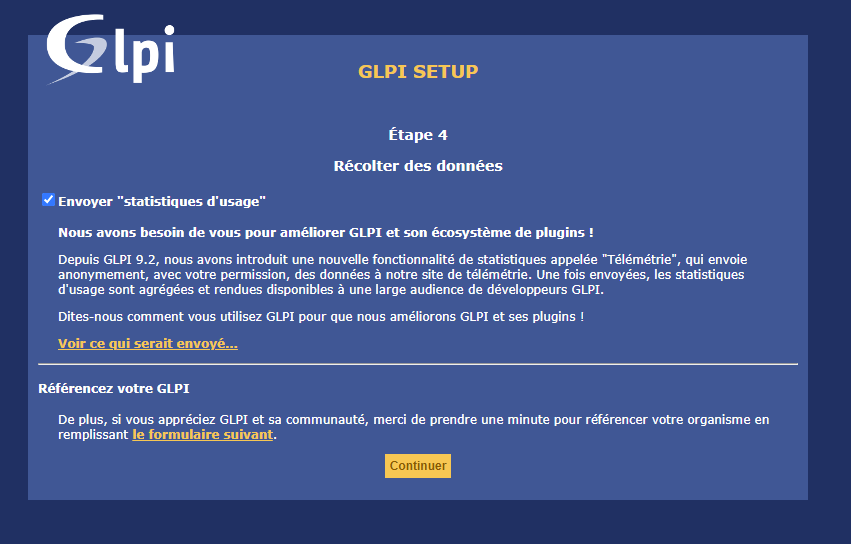 Glpi
GLPI SETUP
Étape 4
Récolter des données
Envoyer "statistiques d'usage"
Nous avons besoin de vous pour améliorer GLPI et son écosystème de plugins !
Depuis GLPI 9.2, nous avons introduit une nouvelle fonctionnalité de statistiques appelée "Télémétrie", qui envoie
anonymement, avec votre permission, des données à notre site de télémétrie. Une fois envoyées, les statistiques
d'usage sont agrégées et rendues disponibles à une large audience de développeurs GLPI.
Dites-nous comment vous utilisez GLPI pour que nous améliorons GLPI et ses plugins !
Voir ce qui serait envoyé...
Référencez votre GLPI
De plus, si vous appréciez GLPI et sa communauté, merci de prendre une minute pour référencer votre organisme en
remplissant le formulaire suivant.
Continuer